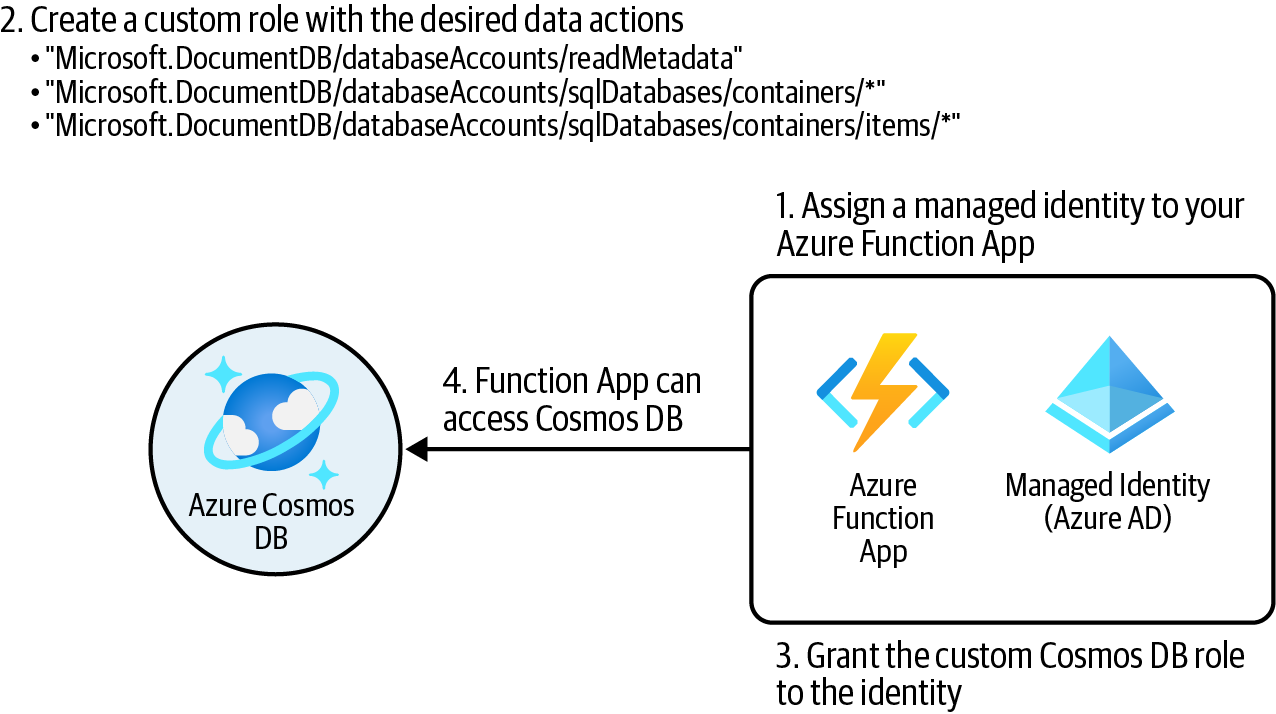 2. Create a custom role with the desired data actions
• "Microsoft.DocumentDB/databaseAccounts/readMetadata"
• "Microsoft.DocumentDB/databaseAccounts/sqlDatabases/containers/*"
• "Microsoft.DocumentDB/databaseAccounts/sqlDatabases/containers/items/*"
1. Assign a managed identity to your
Azure Function App
4. Function App can
access Cosmos DB
Azure Cosmos
DB
Azure
Function
App
Managed Identity
(Azure AD)
3. Grant the custom Cosmos DB role
to the identity